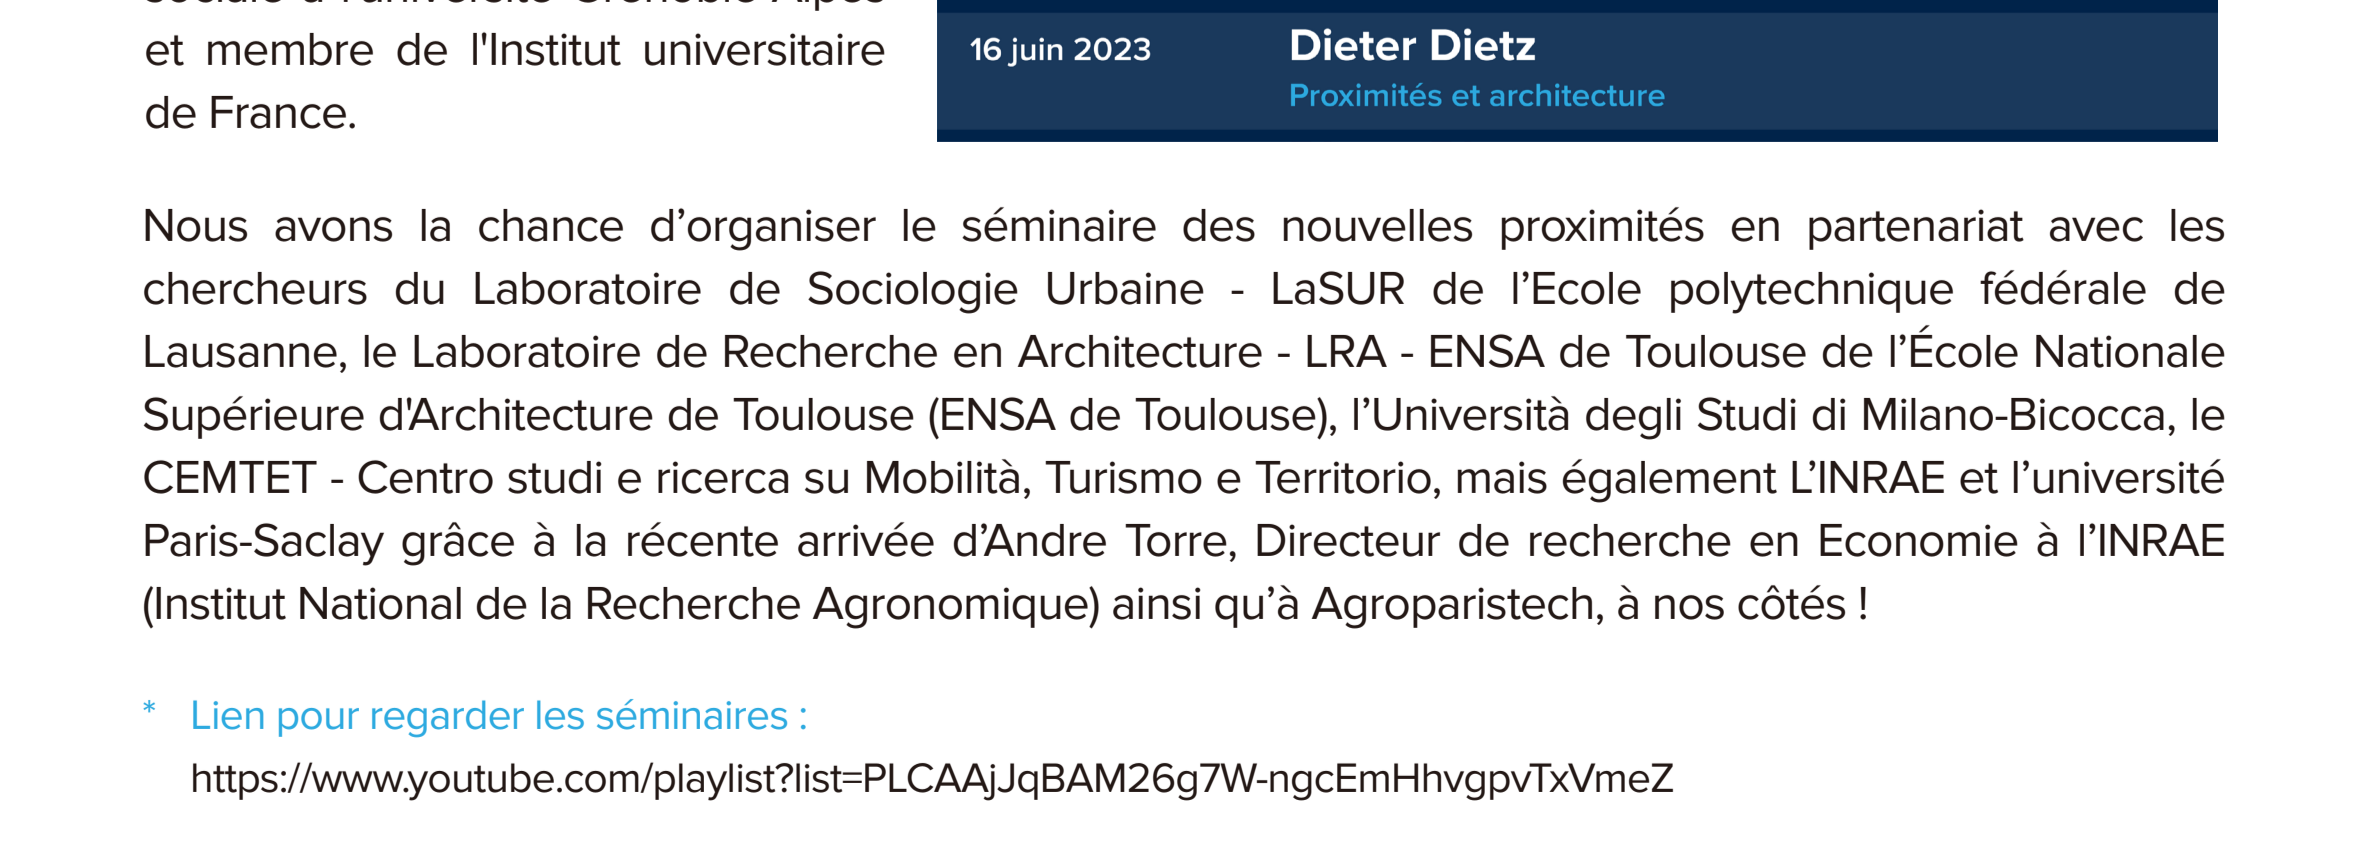 et membre de l'Institut universitaire
de France.
16 juin 2023
Dieter Dietz
Proximités et architecture
Nous avons la chance d’organiser le séminaire des nouvelles proximités en partenariat avec les
chercheurs du Laboratoire de Sociologie Urbaine - LaSUR de l’Ecole polytechnique fédérale de
Lausanne, le Laboratoire de Recherche en Architecture - LRA - ENSA de Toulouse de l’École Nationale
Supérieure d'Architecture de Toulouse (ENSA de Toulouse), l’Università degli Studi di Milano-Bicocca, le
CEMTET - Centro studi e ricerca su Mobilità, Turismo e Territorio, mais également L’INRAE et l’université
Paris-Saclay grâce à la récente arrivée d’Andre Torre, Directeur de recherche en Economie à l’INRAE
(Institut National de la Recherche Agronomique) ainsi qu’à Agroparistech, à nos côtés !
* Lien pour regarder les séminaires :
https://www.youtube.com/playlist?list=PLCAAjJqBAM26g7W-ngcEmHhvgpvTxVmeZ